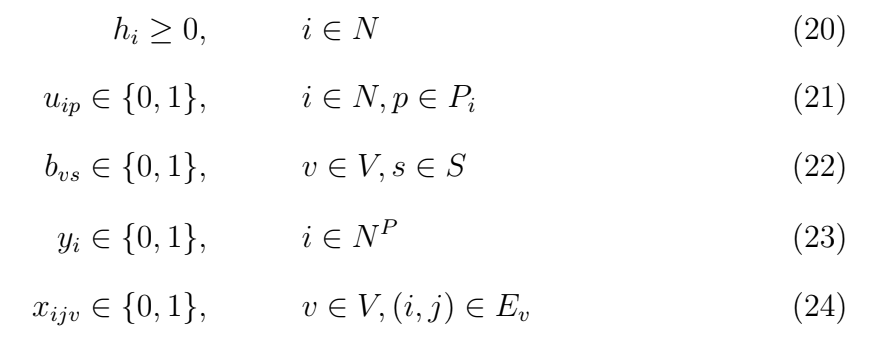 h_i ≥ 0, i ∈ N (20)
u_{ip} ∈ {0, 1}, i ∈ N, p ∈ P_i (21)
b_{vs} ∈ {0, 1}, v ∈ V, s ∈ S (22)
y_i ∈ {0, 1}, i ∈ N^P (23)
x_{ijv} ∈ {0, 1}, v ∈ V, (i, j) ∈ E_v (24)